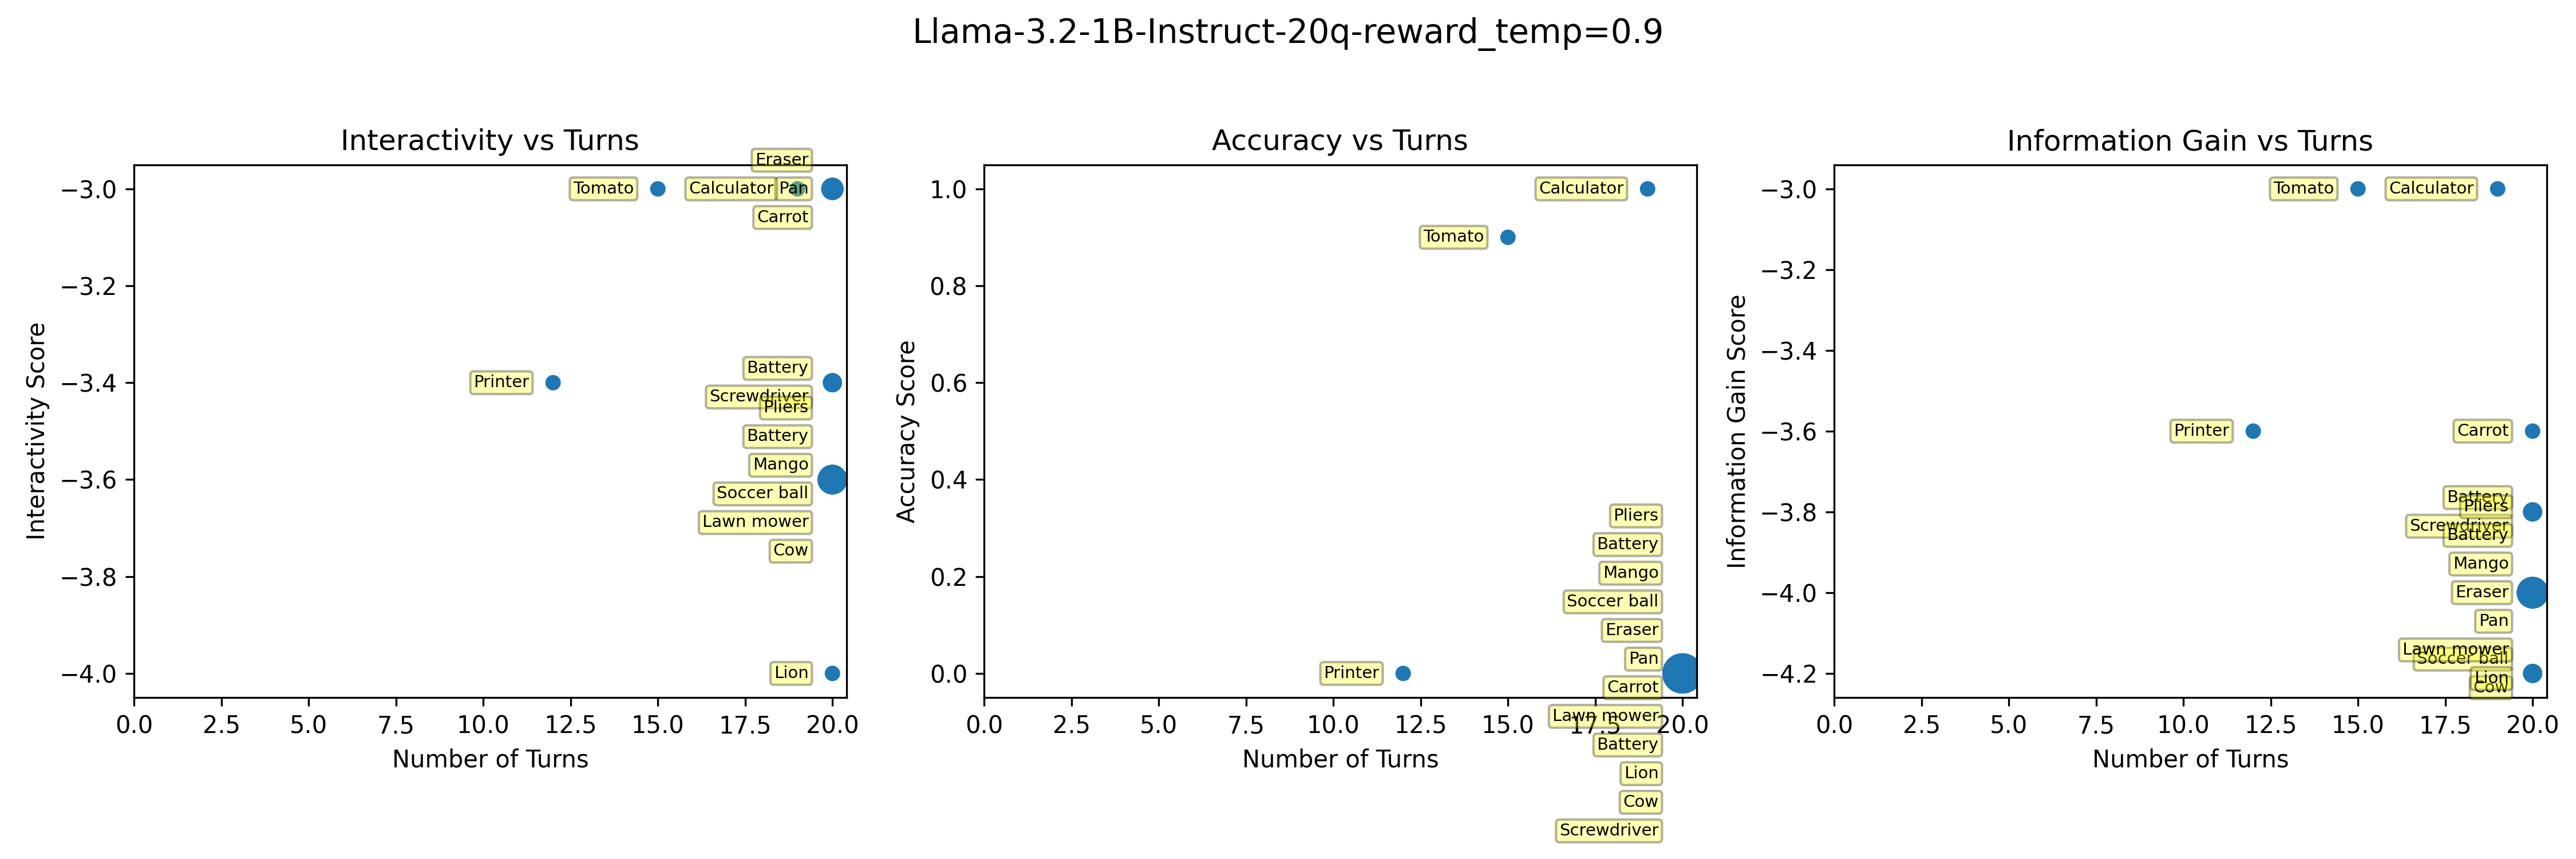 Llama-3.2-1B-Instruct-20q-reward_temp=0.9
Interactivity vs Turns
Interactivity Score
−3.0
−3.2
−3.4
−3.6
−3.8
−4.0
Eraser
Tomato
Calculator
Pan
Carrot
Printer
Battery
Screwdriver
Pliers
Battery
Mango
Soccer ball
Lawn mower
Cow
Lion
0.0 2.5 5.0 7.5 10.0 12.5 15.0 17.5 20.0
Number of Turns
Accuracy vs Turns
Accuracy Score
1.0
0.8
0.6
0.4
0.2
0.0
Calculator
Tomato
Printer
Pliers
Battery
Mango
Soccer ball
Eraser
Pan
Carrot
Lawn mower
Battery
Lion
Cow
Screwdriver
0.0 2.5 5.0 7.5 10.0 12.5 15.0 17.5 20.0
Number of Turns
Information Gain vs Turns
Information Gain Score
−3.0
−3.2
−3.4
−3.6
−3.8
−4.0
−4.2
Tomato
Calculator
Printer
Carrot
Battery
Pliers
Screwdriver
Battery
Mango
Eraser
Pan
Lawn mower
Soccer ball
Lion
Cow
0.0 2.5 5.0 7.5 10.0 12.5 15.0 17.5 20.0
Number of Turns